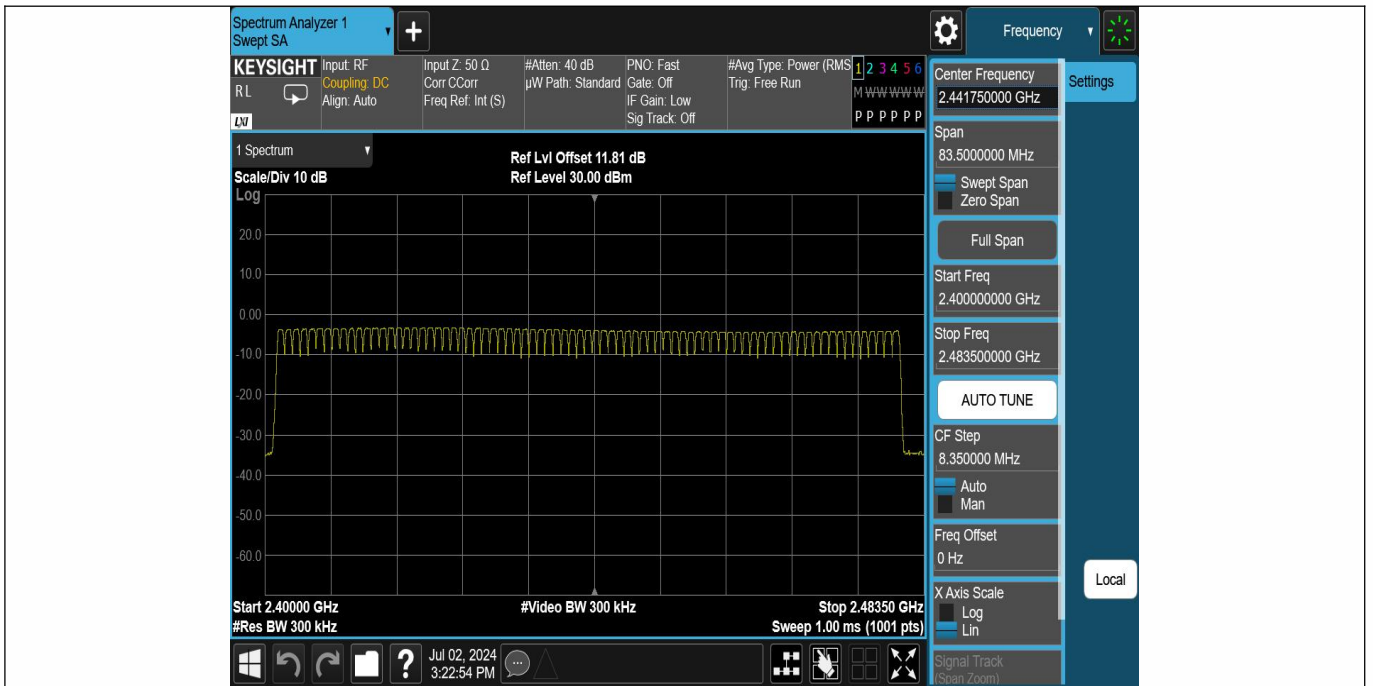 Spectrum Analyzer 1
Swept SA
+
Frequency
KEYSIGHT
RL
LXI
Input: RF
Coupling: DC
Align: Auto
Input Z: 50 Ω
Corr CCorr
Freq Ref: Int (S)
#Atten: 40 dB
µW Path: Standard
PNO: Fast
Gate: Off
IF Gain: Low
Sig Track: Off
#Avg Type: Power (RMS
Trig: Free Run
1 2 3 4 5 6
M W W W W W
P P P P P P
1 Spectrum
Scale/Div 10 dB
Ref Lvl Offset 11.81 dB
Ref Level 30.00 dBm
Log
20.0
10.0
0.00
-10.0
-20.0
-30.0
-40.0
-50.0
-60.0
Start 2.40000 GHz
#Res BW 300 kHz
#Video BW 300 kHz
Stop 2.48350 GHz
Sweep 1.00 ms (1001 pts)
Center Frequency
2.441750000 GHz
Span
83.5000000 MHz
Swept Span
Zero Span
Full Span
Start Freq
2.400000000 GHz
Stop Freq
2.483500000 GHz
AUTO TUNE
CF Step
8.350000 MHz
Auto
Man
Freq Offset
0 Hz
X Axis Scale
Log
Lin
Signal Track
(Span Zoom)
Settings
Local
?
Jul 02, 2024
3:22:54 PM